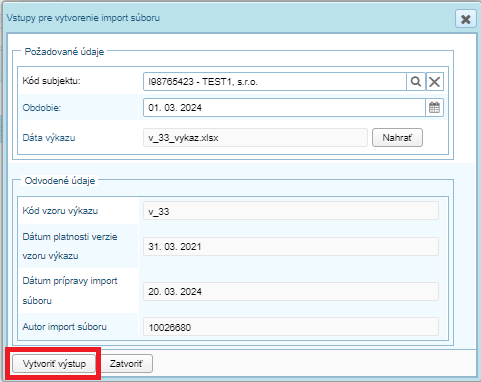 Vstupy pre vytvorenie import súboru
Požadované údaje
Kód subjektu: I98765423 - TEST1, s.r.o.
Obdobie: 01. 03. 2024
Dáta výkazu v_33_vykaz.xlsx Nahrať
Odvodené údaje
Kód vzoru výkazu v_33
Dátum platnosti verzie
vzoru výkazu 31. 03. 2021
Dátum prípravy import
súboru 20. 03. 2024
Autor import súboru 10026680
Vytvoriť výstup Zatvoriť